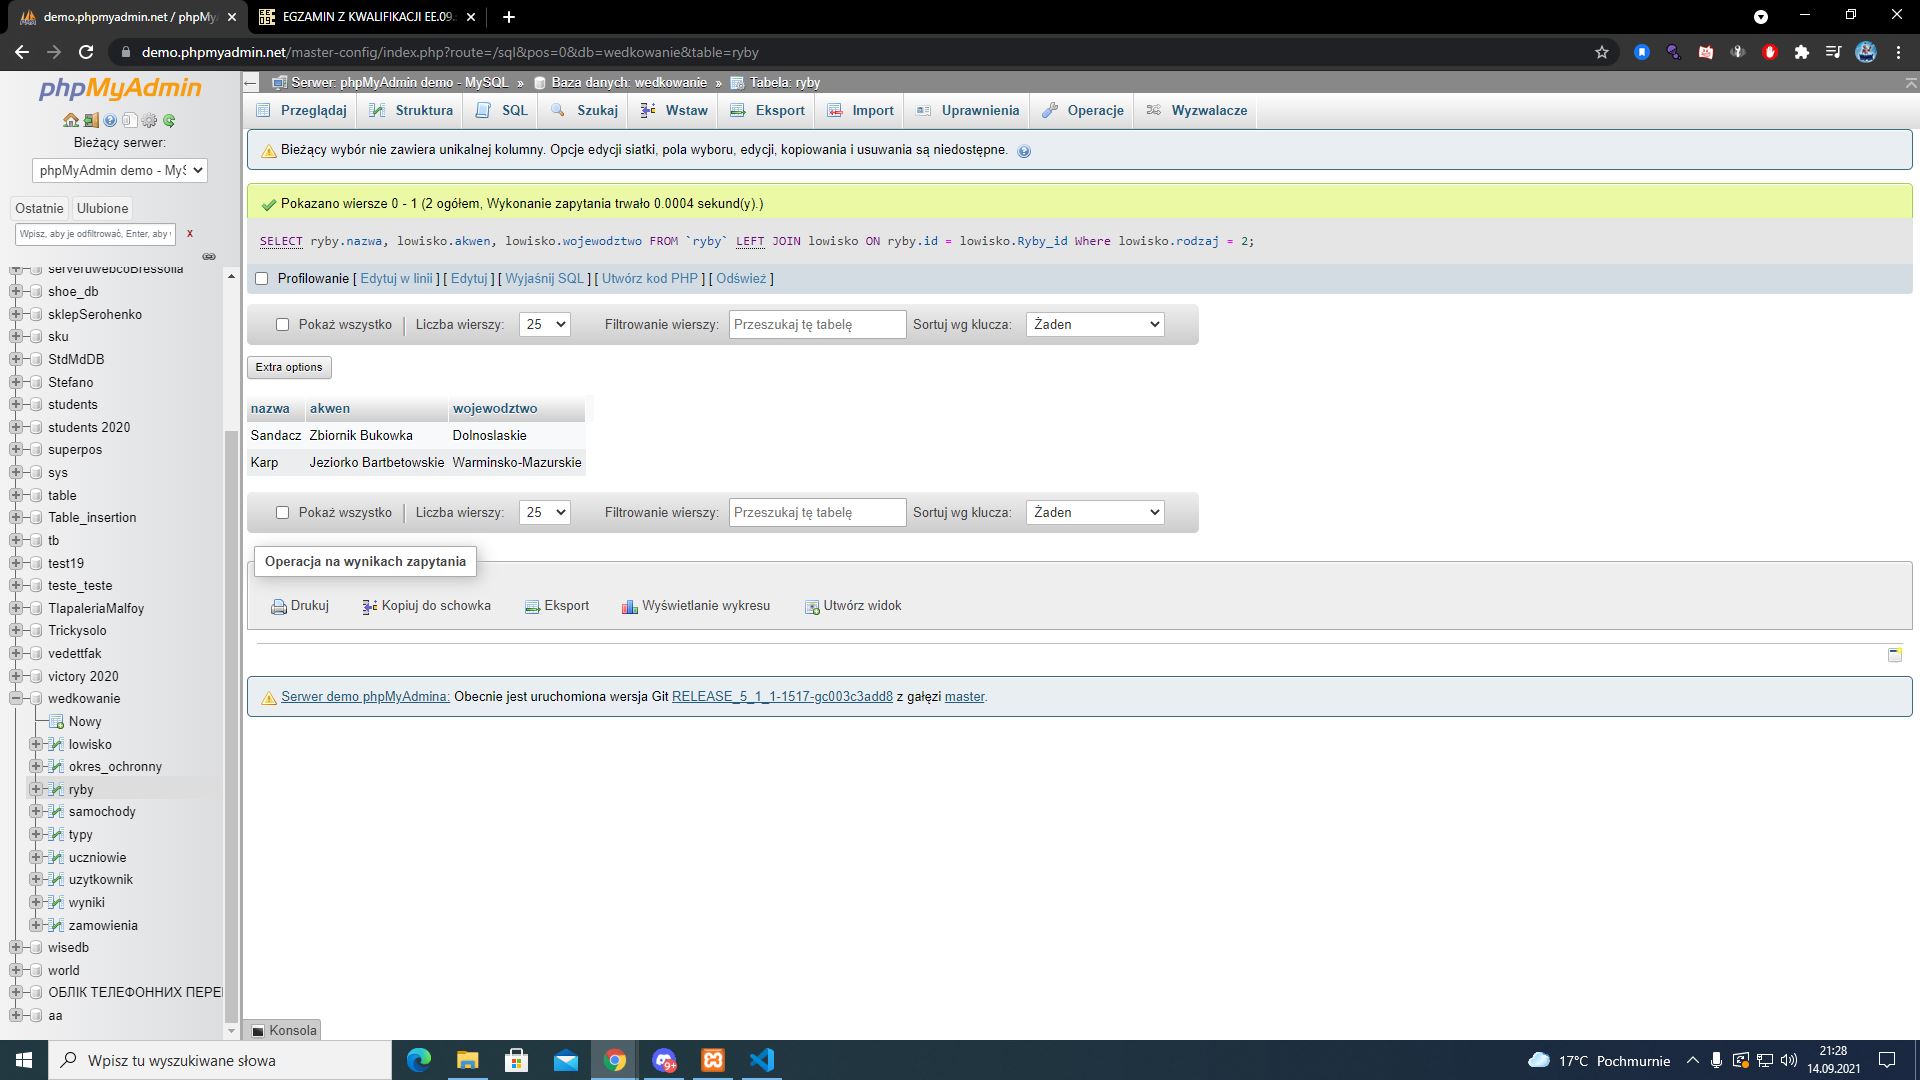 demo.phpmyadmin.net / phpMyA
EGZAMIN Z KWALIFIKACJI EE.09
demo.phpmyadmin.net/master-config/index.php?route=/sql&pos=0&db=wedkowanie&table=ryby
phpMyAdmin
Bieżący serwer:
phpMyAdmin demo - MyS
Ostatnie Ulubione
Wpisz, aby je odfiltrować, Enter, aby X
serveruwebcoBressolla
shoe_db
sklepSerohenko
sku
StdMdDB
Stefano
students
students 2020
superpos
sys
table
Table_insertion
tb
test19
teste_teste
TlapaleriaMalfoy
Trickysolo
vedettfak
victory 2020
wedkowanie
Nowy
lowisko
okres_ochronny
ryby
samochody
typy
uczniowie
uzytkownik
wyniki
zamowienia
wisedb
world
ОБЛІК ТЕЛЕФОННИХ ПЕРЕ
aa
Serwer: phpMyAdmin demo - MySQL » Baza danych: wedkowanie » Tabela: ryby
Przeglądaj Struktura SQL Szukaj Wstaw Eksport Import Uprawnienia Operacje Wyzwalacze
Bieżący wybór nie zawiera unikalnej kolumny. Opcje edycji siatki, pola wyboru, edycji, kopiowania i usuwania są niedostępne.
Pokazano wiersze 0 - 1 (2 ogółem, Wykonanie zapytania trwało 0.0004 sekund(y).)
SELECT ryby.nazwa, lowisko.akwen, lowisko.wojewodztwo FROM `ryby` LEFT JOIN lowisko ON ryby.id = lowisko.Ryby_id Where lowisko.rodzaj = 2;
Profilowanie [ Edytuj w linii ] [ Edytuj ] [ Wyjaśnij SQL ] [ Utwórz kod PHP ] [ Odśwież ]
Pokaż wszystko | Liczba wierszy: 25 Filtrowanie wierszy: Przeszukaj tę tabelę Sortuj wg klucza: Żaden
Extra options
nazwa akwen wojewodztwo
Sandacz Zbiornik Bukowka Dolnoslaskie
Karp Jeziorko Bartbetowskie Warminsko-Mazurskie
Pokaż wszystko | Liczba wierszy: 25 Filtrowanie wierszy: Przeszukaj tę tabelę Sortuj wg klucza: Żaden
Operacja na wynikach zapytania
Drukuj Kopiuj do schowka Eksport Wyświetlanie wykresu Utwórz widok
Serwer demo phpMyAdmina: Obecnie jest uruchomiona wersja Git RELEASE_5_1_1-1517-gc003c3add8 z gałęzi master.
Konsola
Wpisz tu wyszukiwane słowa
9+
17°C Pochmurnie
21:28
14.09.2021